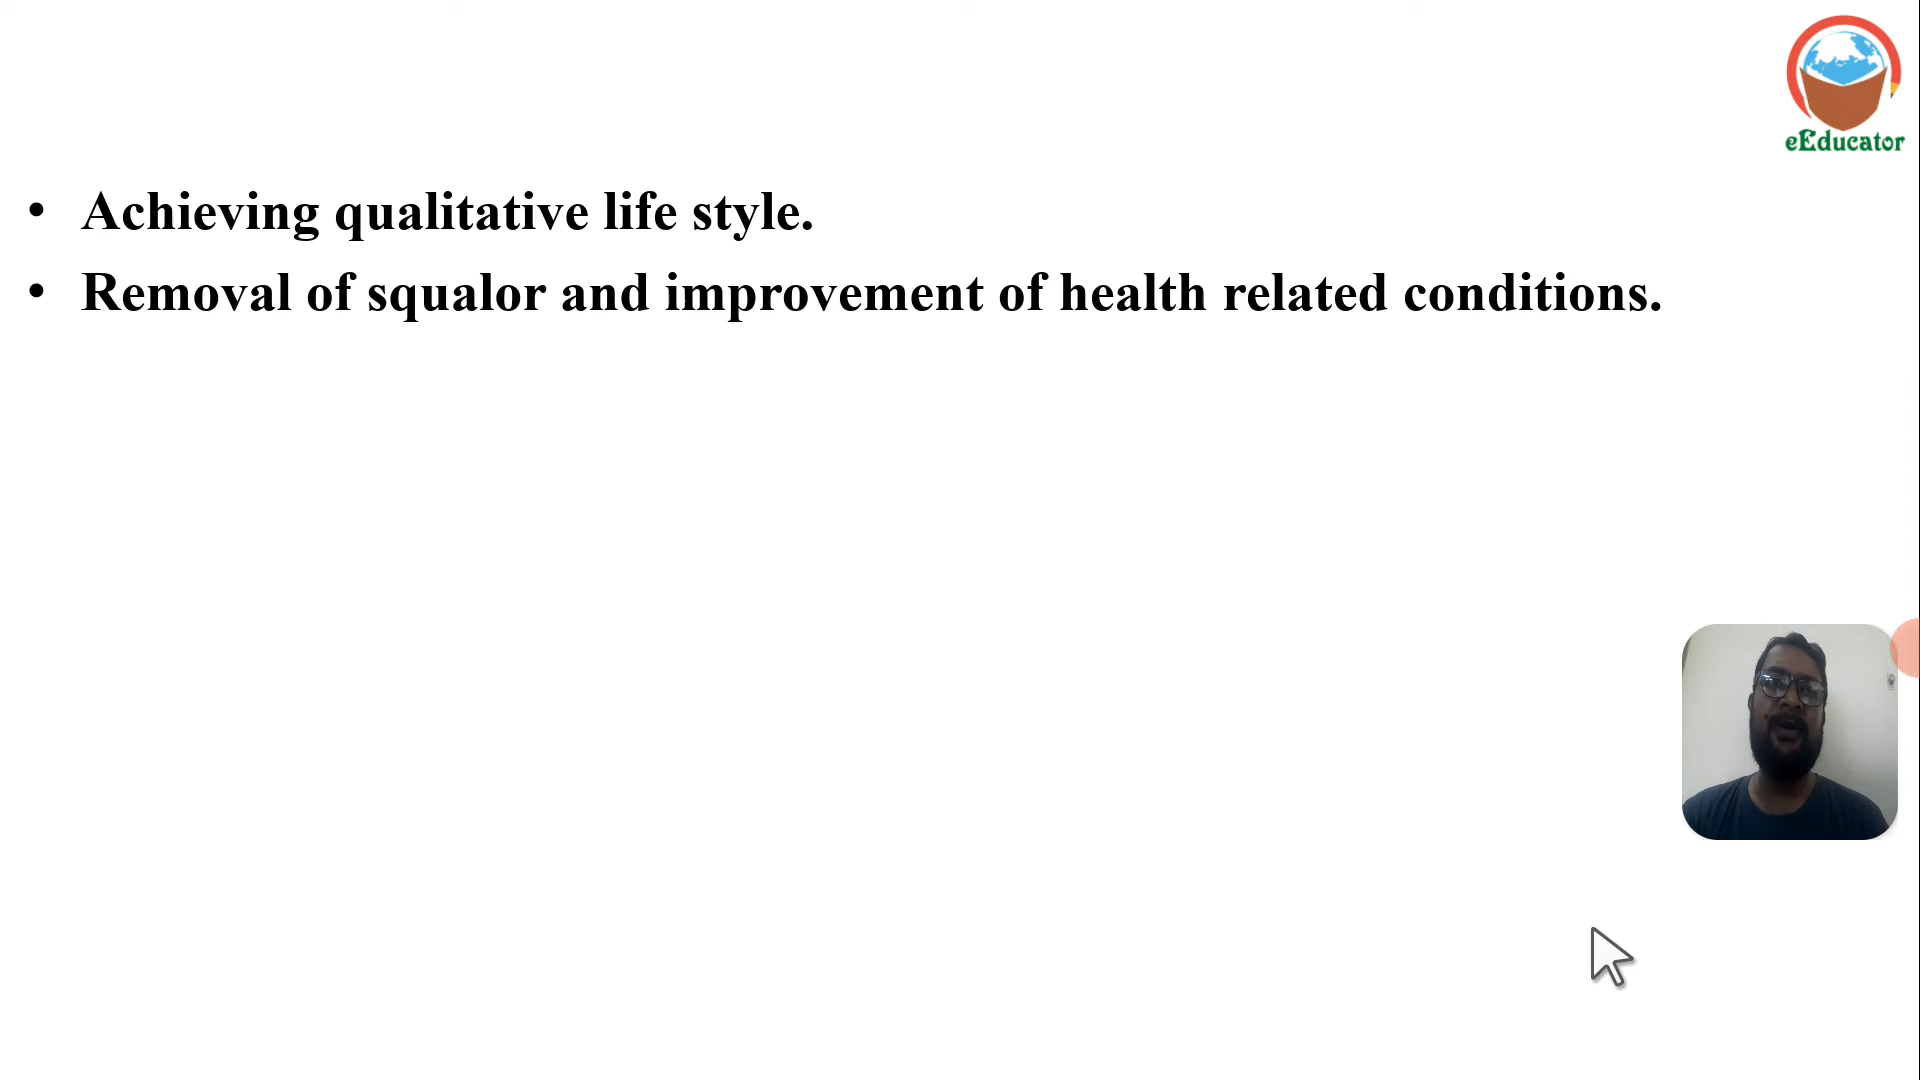 eEducator
• Achieving qualitative life style.
• Removal of squalor and improvement of health related conditions.